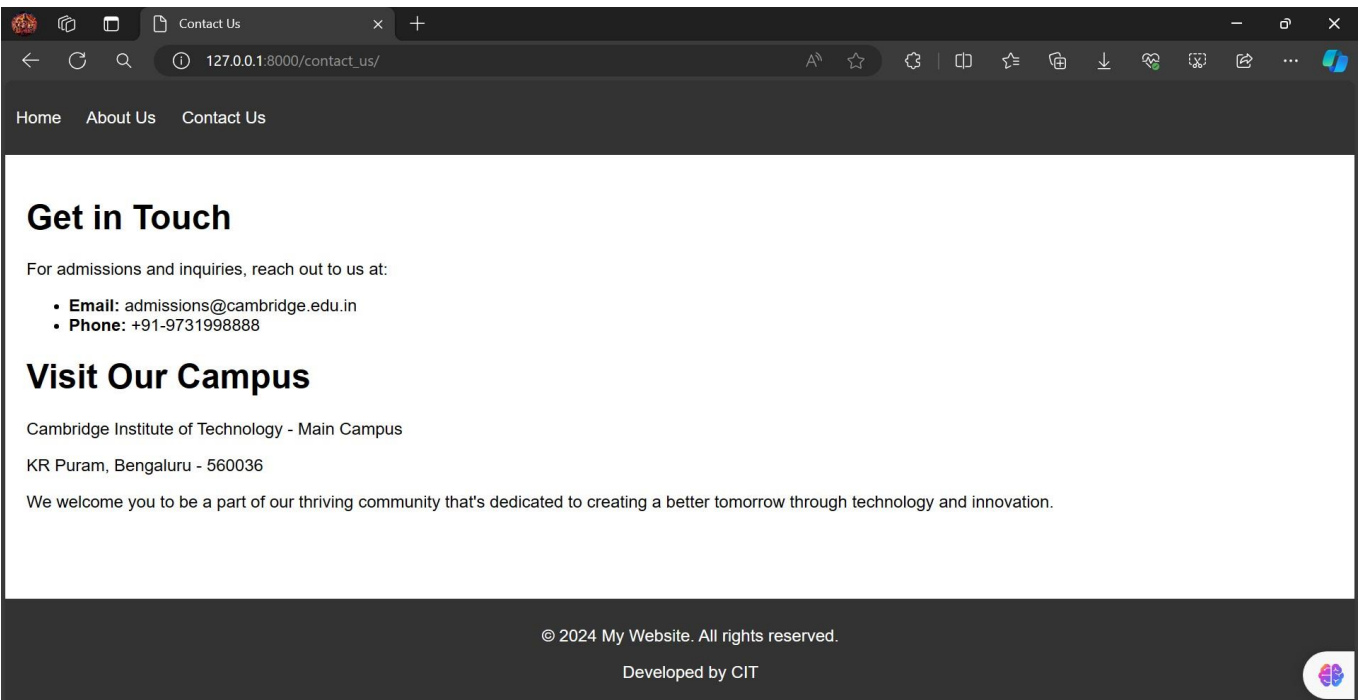 Contact Us
127.0.0.1:8000/contact_us/
Home About Us Contact Us
Get in Touch
For admissions and inquiries, reach out to us at:
• Email: admissions@cambridge.edu.in
• Phone: +91-9731998888
Visit Our Campus
Cambridge Institute of Technology - Main Campus
KR Puram, Bengaluru - 560036
We welcome you to be a part of our thriving community that's dedicated to creating a better tomorrow through technology and innovation.
© 2024 My Website. All rights reserved.
Developed by CIT